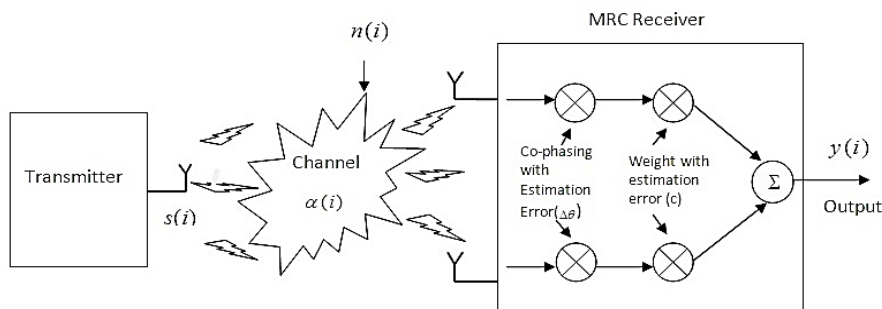 MRC Receiver
n(i)
Transmitter
s(i)
Channel
α(i)
Co-phasing
with
Estimation
Error(Δθ)
Weight with
estimation
error (c)
Σ
y(i)
Output